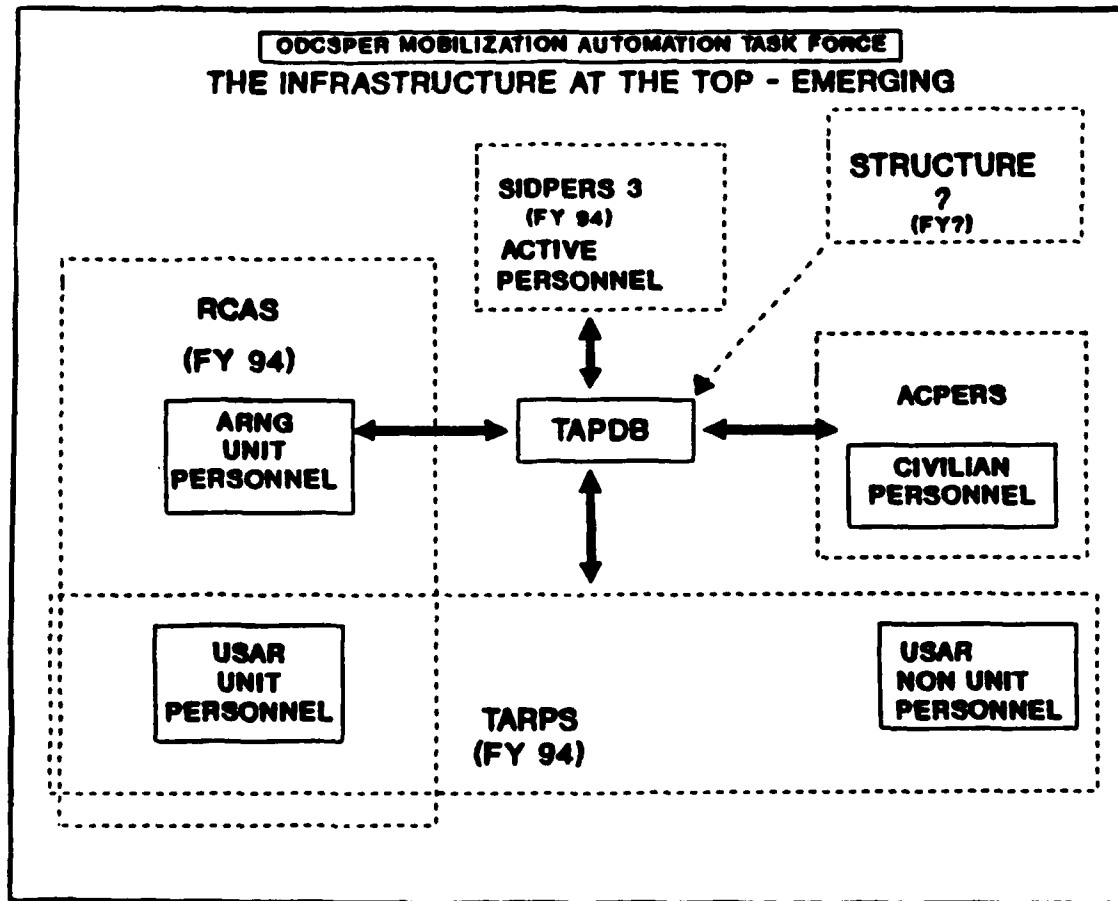 ODCSPER MOBILIZATION AUTOMATION TASK FORCE
THE INFRASTRUCTURE AT THE TOP - EMERGING
STRUCTURE
?
(FY?)
SIDPERS 3
(FY 94)
ACTIVE
PERSONNEL
RCAS
(FY 94)
ARNG
UNIT
PERSONNEL
TAPDB
ACPERS
CIVILIAN
PERSONNEL
USAR
UNIT
PERSONNEL
TARPS
(FY 94)
USAR
NON UNIT
PERSONNEL